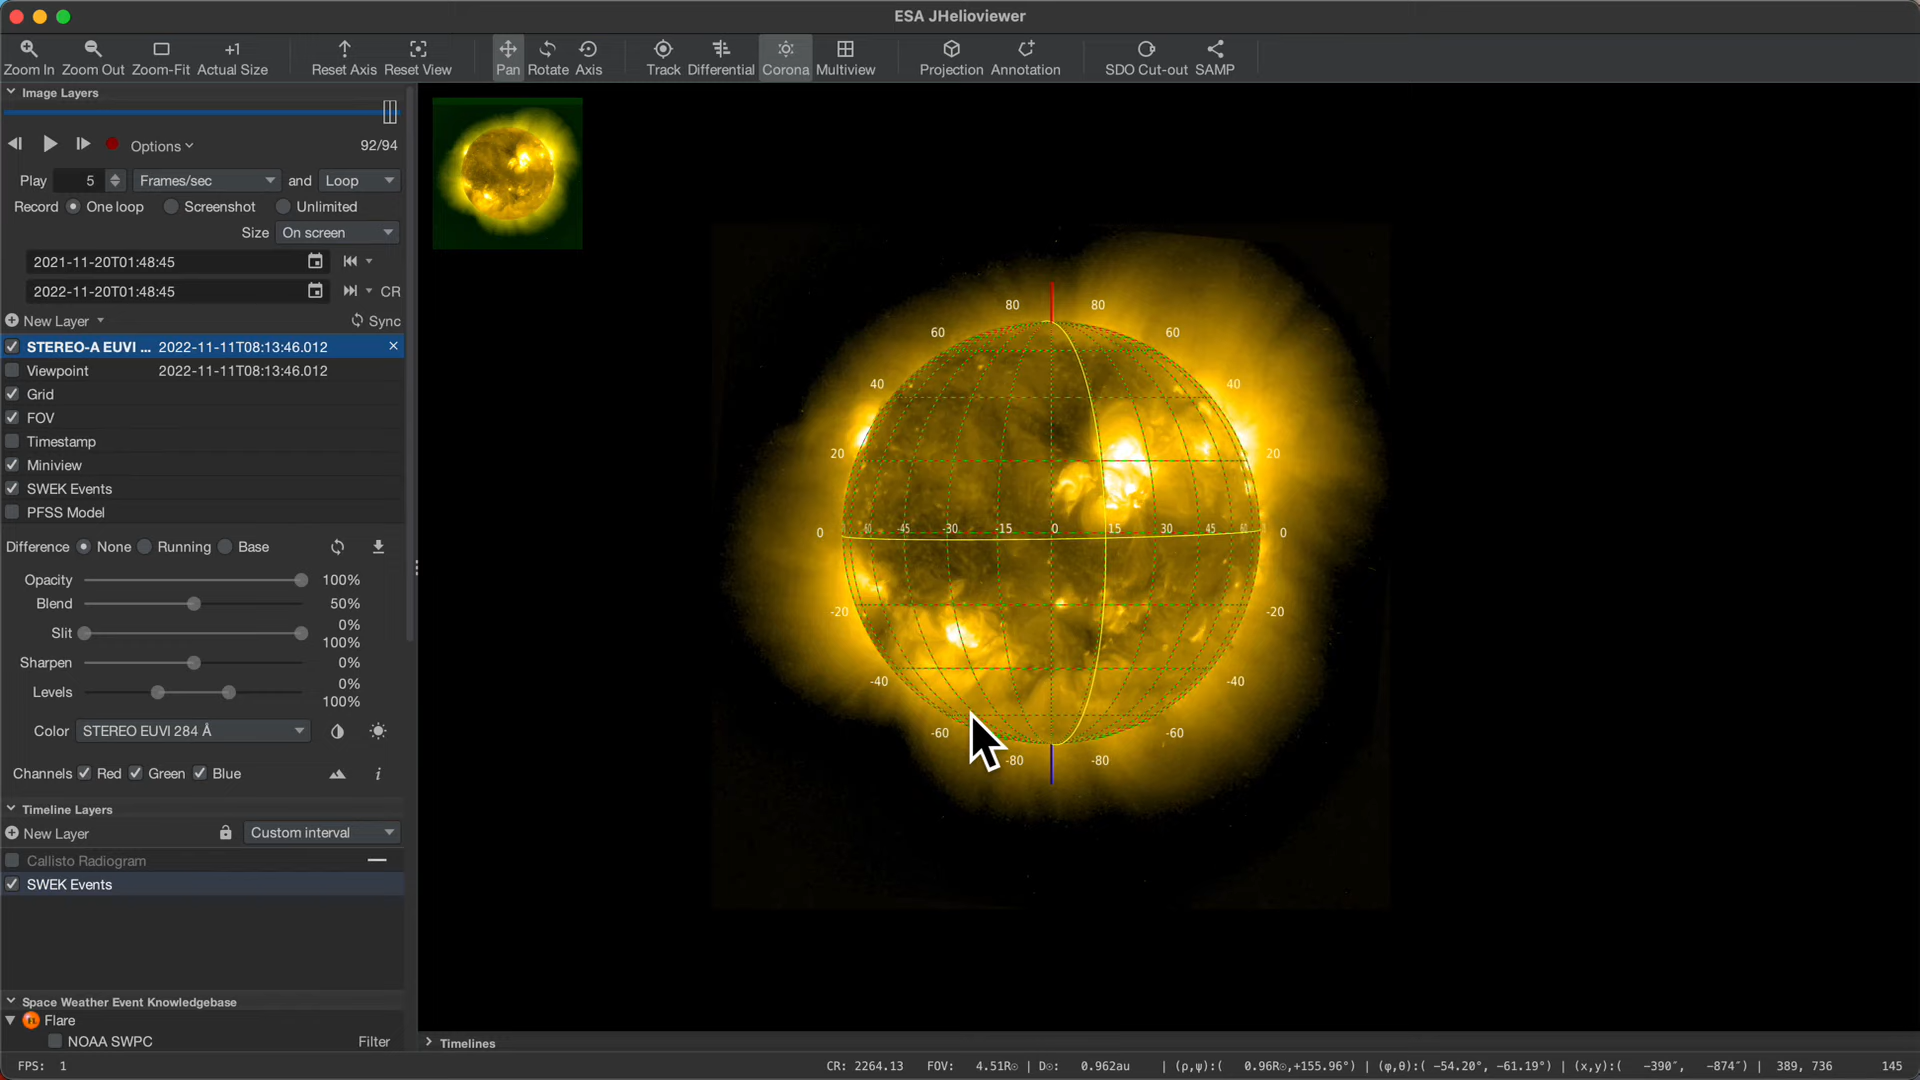 ESA JHelioviewer
Zoom In Zoom Out Zoom-Fit Actual Size Reset Axis Reset View Pan Rotate Axis Track Differential Corona Multiview Projection Annotation SDO Cut-out SAMP
+1
Image Layers
Options 92/94
Play 5 Frames/sec and Loop
Record One loop Screenshot Unlimited
Size On screen
2021-11-20T01:48:45
2022-11-20T01:48:45 CR
New Layer Sync
STEREO-A EUVI ... 2022-11-11T08:13:46.012
Viewpoint 2022-11-11T08:13:46.012
Grid
FOV
Timestamp
Miniview
SWEK Events
PFSS Model
Difference None Running Base
Opacity 100%
Blend 50%
Slit 0%
100%
Sharpen 0%
Levels 0%
100%
Color STEREO EUVI 284 Å
Channels Red Green Blue i
Timeline Layers
New Layer Custom interval
Callisto Radiogram
SWEK Events
Space Weather Event Knowledgebase
FL Flare
NOAA SWPC Filter
80 80
60 60
40 40
20 20
0 60 -45 -30 -15 0 15 30 45 60 0
-20 -20
-40 -40
-60 -60
-80 -80
Timelines
FPS: 1 CR: 2264.13 FOV: 4.51R☉ | D☉: 0.962au | (ρ,ψ):( 0.96R☉,+155.96°) | (φ,θ):( -54.20°, -61.19°) | (x,y):( -390″, -874″) | 389, 736 145